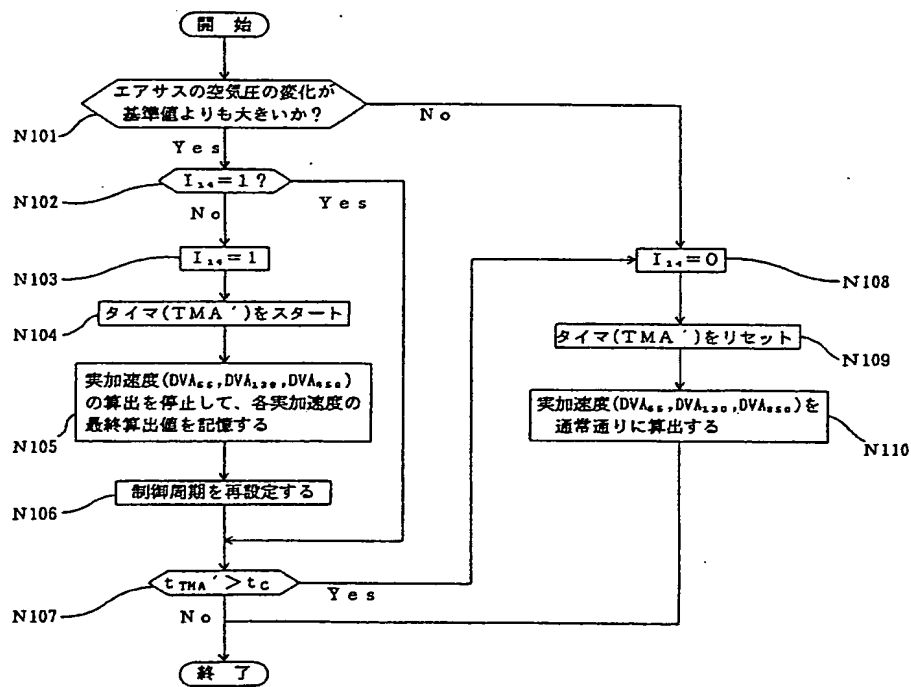 開 始
エアサスの空気圧の変化が
基準値よりも大きいか?
N101
No
Yes
I₁₄=1?
N102
Yes
No
I₁₄=1
N103
I₁₄=0
N108
タイマ(TMA′)をスタート
N104
タイマ(TMA′)をリセット
N109
実加速度(DVA₆₅,DVA₁₃₀,DVA₈₅₀)
の算出を停止して、各実加速度の
最終算出値を記憶する
N105
実加速度(DVA₆₅,DVA₁₃₀,DVA₈₅₀)を
通常通りに算出する
N110
制御周期を再設定する
N106
t TMA′>t C
N107
Yes
No
終 了